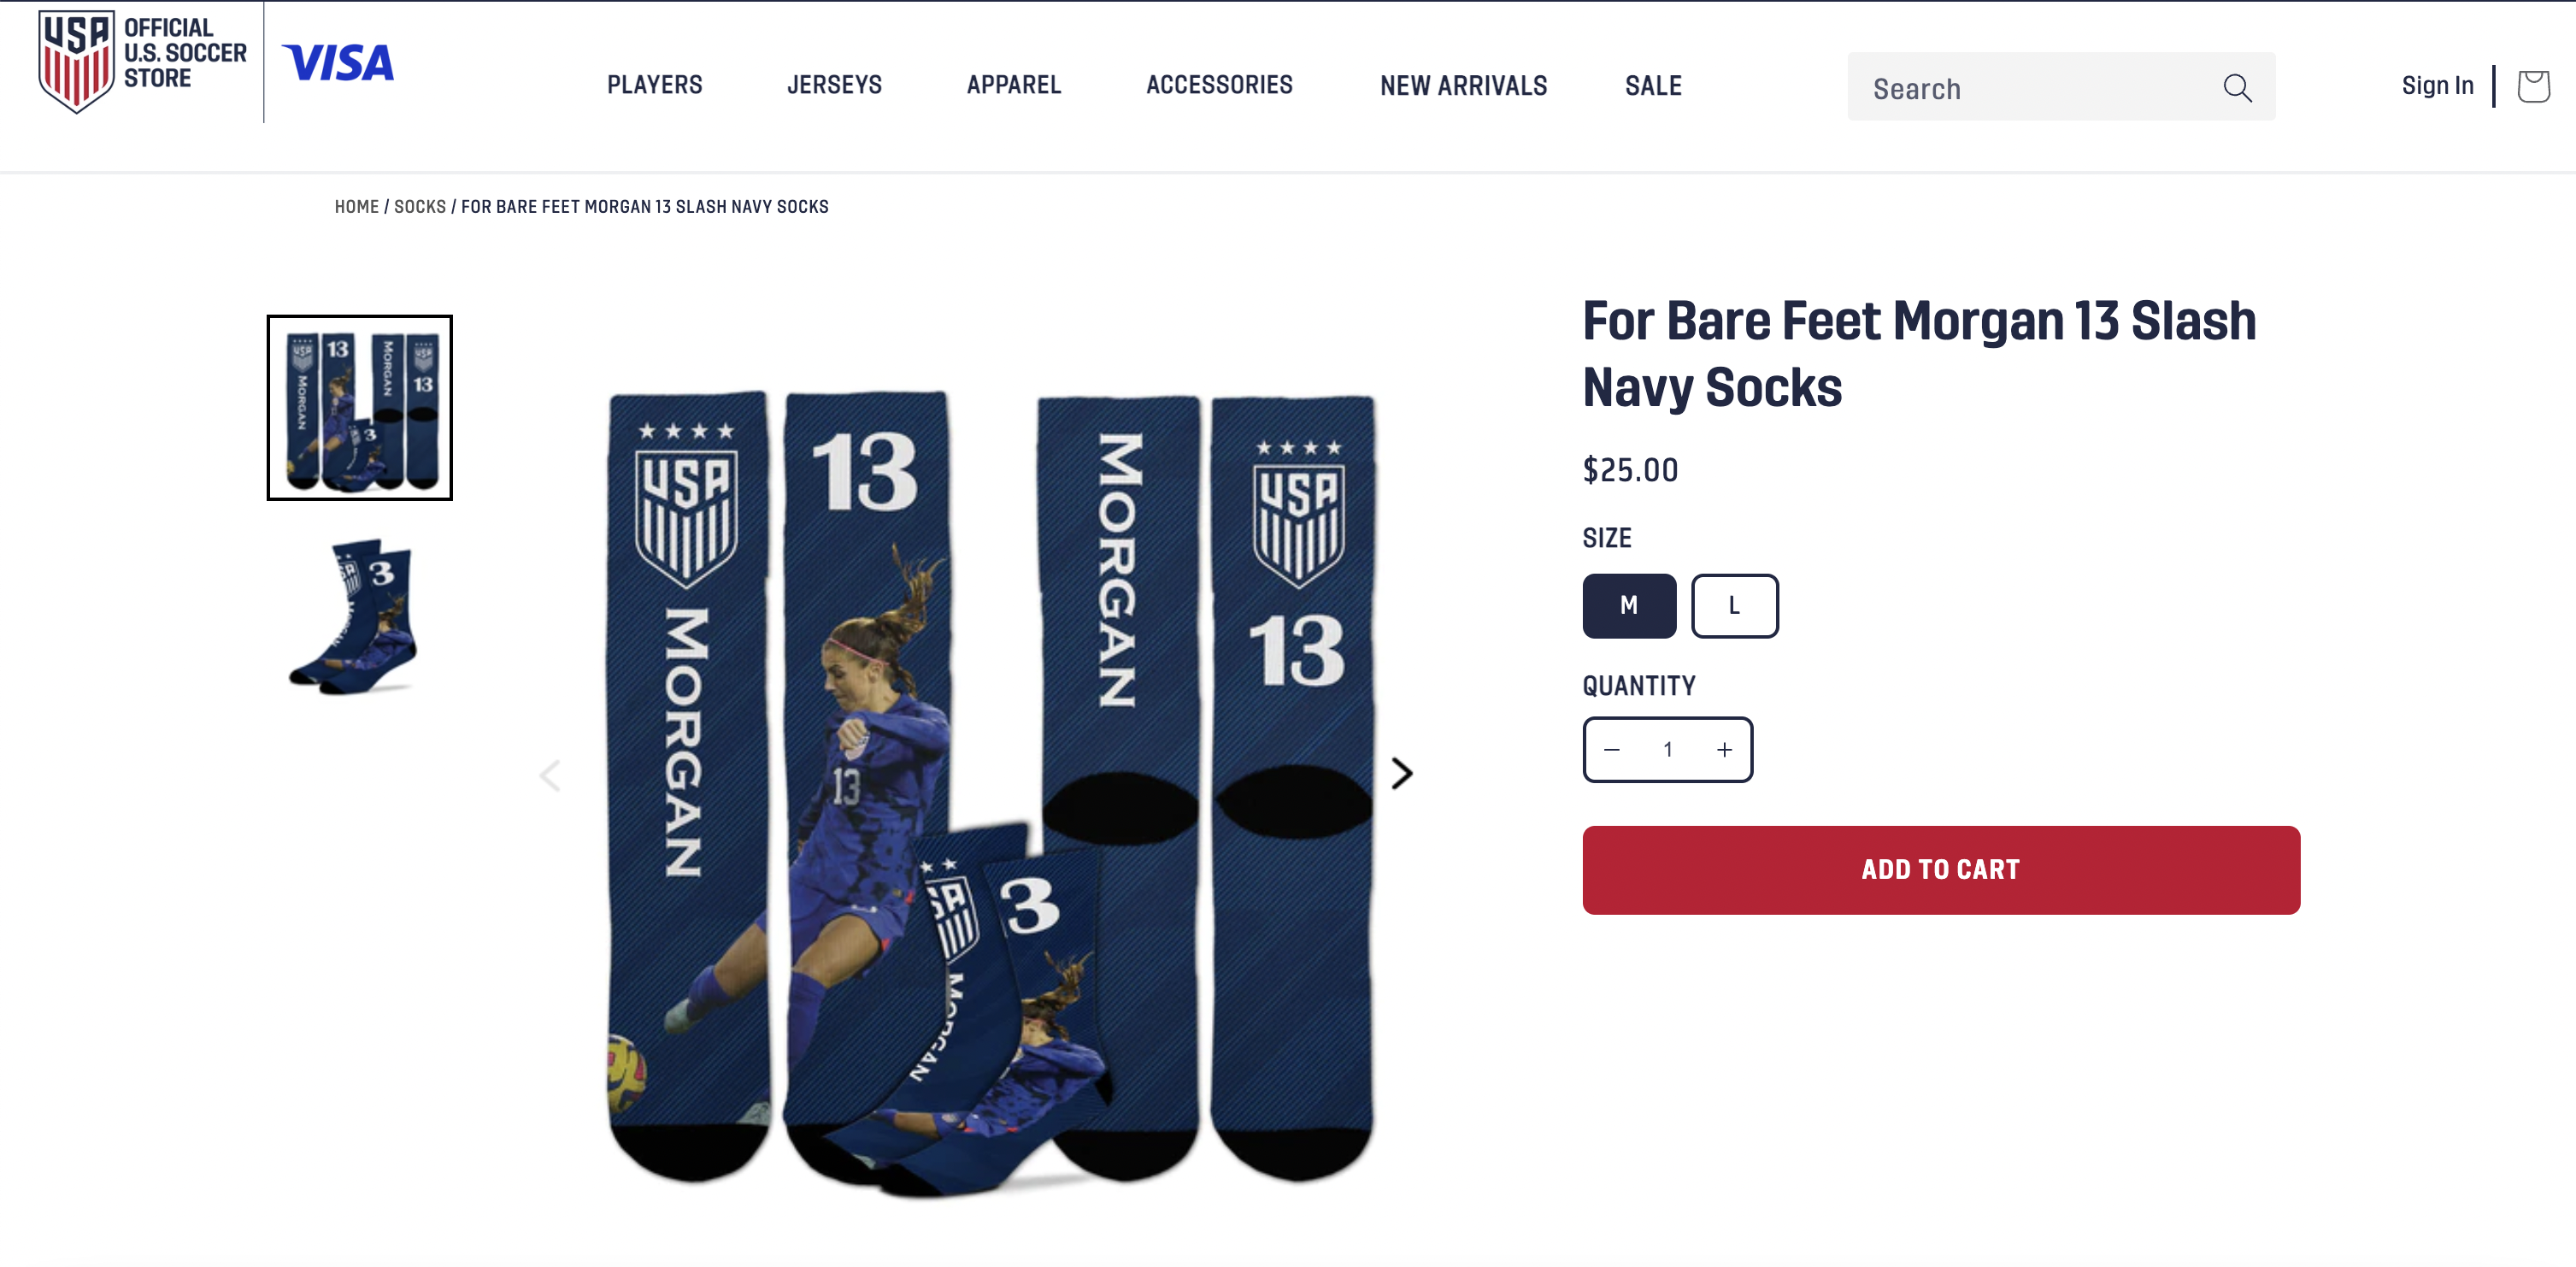 USA
OFFICIAL
U.S. SOCCER
STORE
VISA
PLAYERS JERSEYS APPAREL ACCESSORIES NEW ARRIVALS SALE
Search
Sign In
HOME / SOCKS / FOR BARE FEET MORGAN 13 SLASH NAVY SOCKS
USA
MORGAN
13
MORGAN
USA
13
3
USA
MORGAN
13
13
MORGAN
USA
13
SA
3
MORGAN
SA
3
For Bare Feet Morgan 13 Slash
Navy Socks
$25.00
SIZE
M L
QUANTITY
− 1 +
ADD TO CART